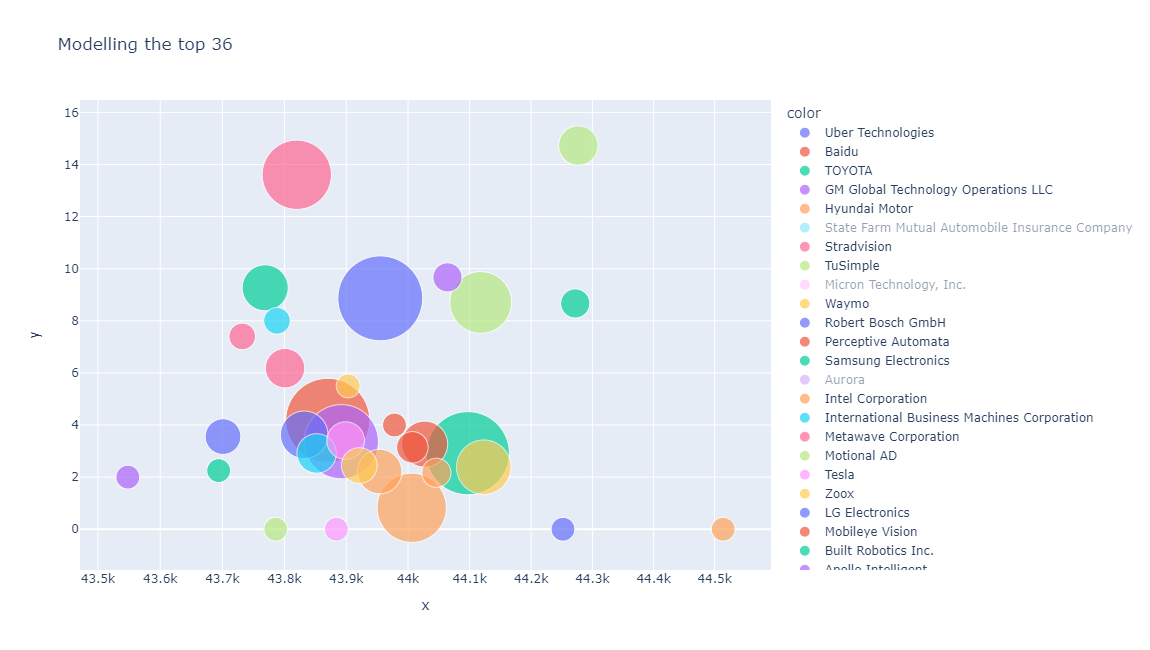 Modelling the top 36
16
14
12
10
8
6
4
2
0
y
43.5k 43.6k 43.7k 43.8k 43.9k 44k 44.1k 44.2k 44.3k 44.4k 44.5k
x
color
Uber Technologies
Baidu
TOYOTA
GM Global Technology Operations LLC
Hyundai Motor
State Farm Mutual Automobile Insurance Company
Stradvision
TuSimple
Micron Technology, Inc.
Waymo
Robert Bosch GmbH
Perceptive Automata
Samsung Electronics
Aurora
Intel Corporation
International Business Machines Corporation
Metawave Corporation
Motional AD
Tesla
Zoox
LG Electronics
Mobileye Vision
Built Robotics Inc.
Apollo Intelligent